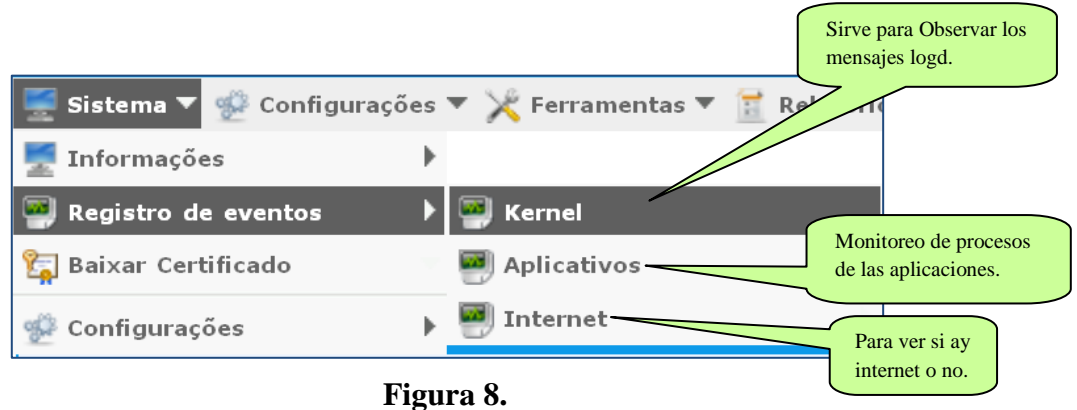 Sirve para Observar los
mensajes logd.
Sistema Configurações Ferramentas
Informações
Registro de eventos Kernel
Monitoreo de procesos
de las aplicaciones.
Baixar Certificado Aplicativos
Configurações Internet
Para ver si ay
internet o no.
Figura 8.